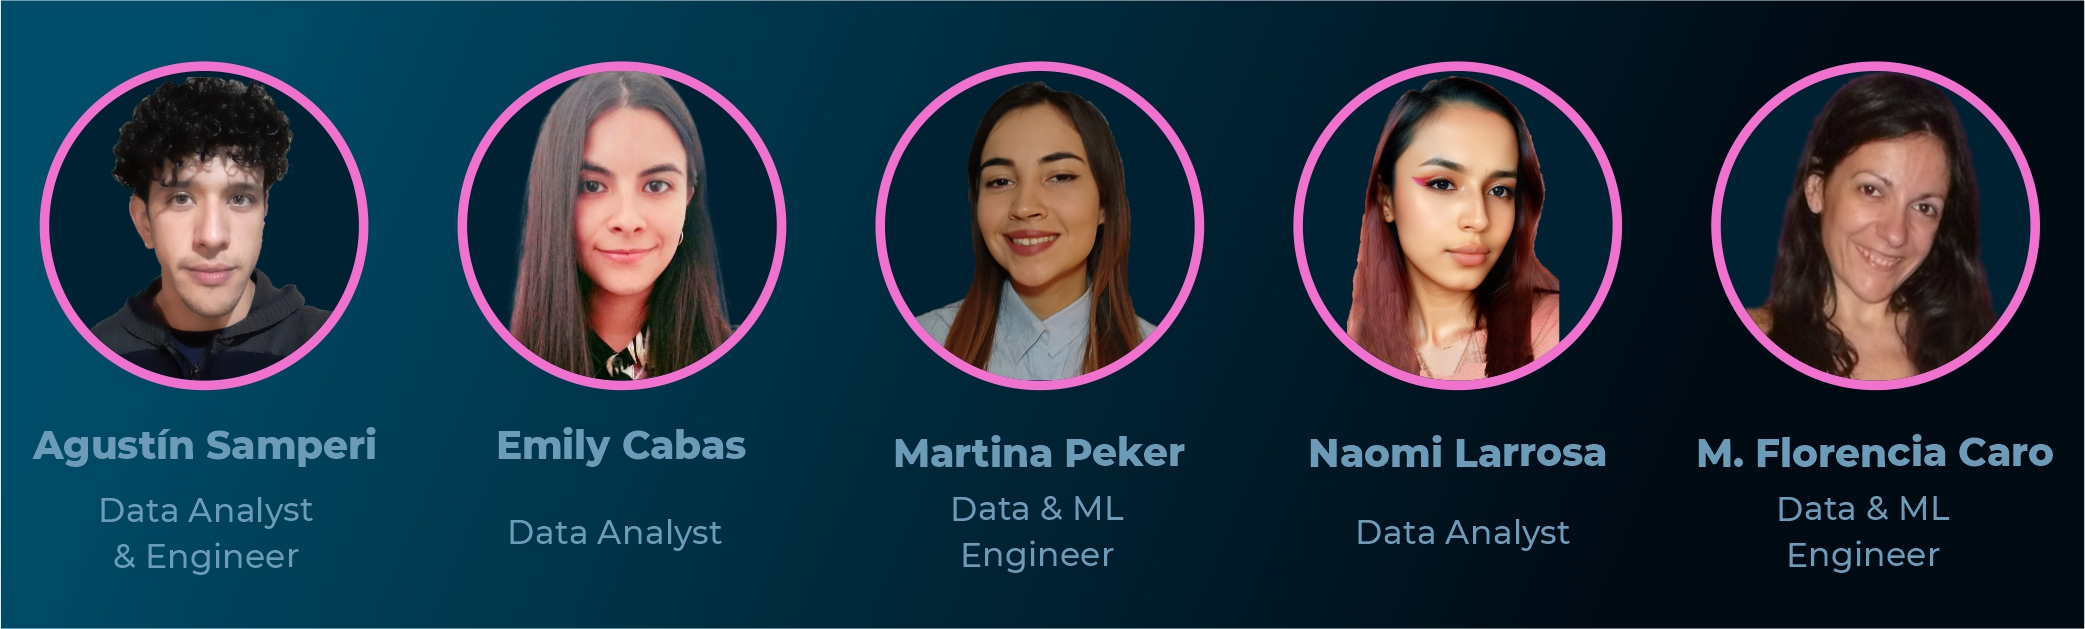 Agustín Samperi
Data Analyst
& Engineer
Emily Cabas
Data Analyst
Martina Peker
Data & ML
Engineer
Naomi Larrosa
Data Analyst
M. Florencia Caro
Data & ML
Engineer